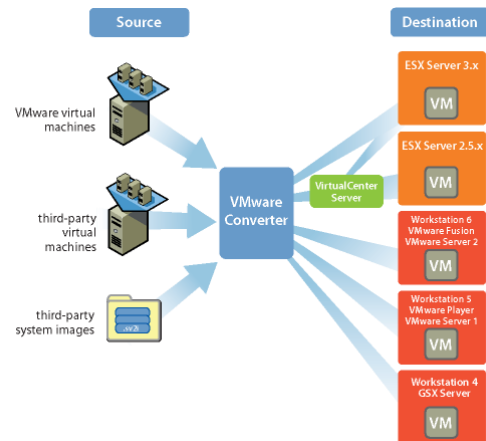 Source
Destination
VMware virtual
machines
third-party
virtual
machines
third-party
system images
.sv2i
VMware
Converter
VirtualCenter
Server
ESX Server 3.x
VM
ESX Server 2.5.x
VM
Workstation 6
VMware Fusion
VMware Server 2
VM
Workstation 5
VMware Player
VMware Server 1
VM
Workstation 4
GSX Server
VM